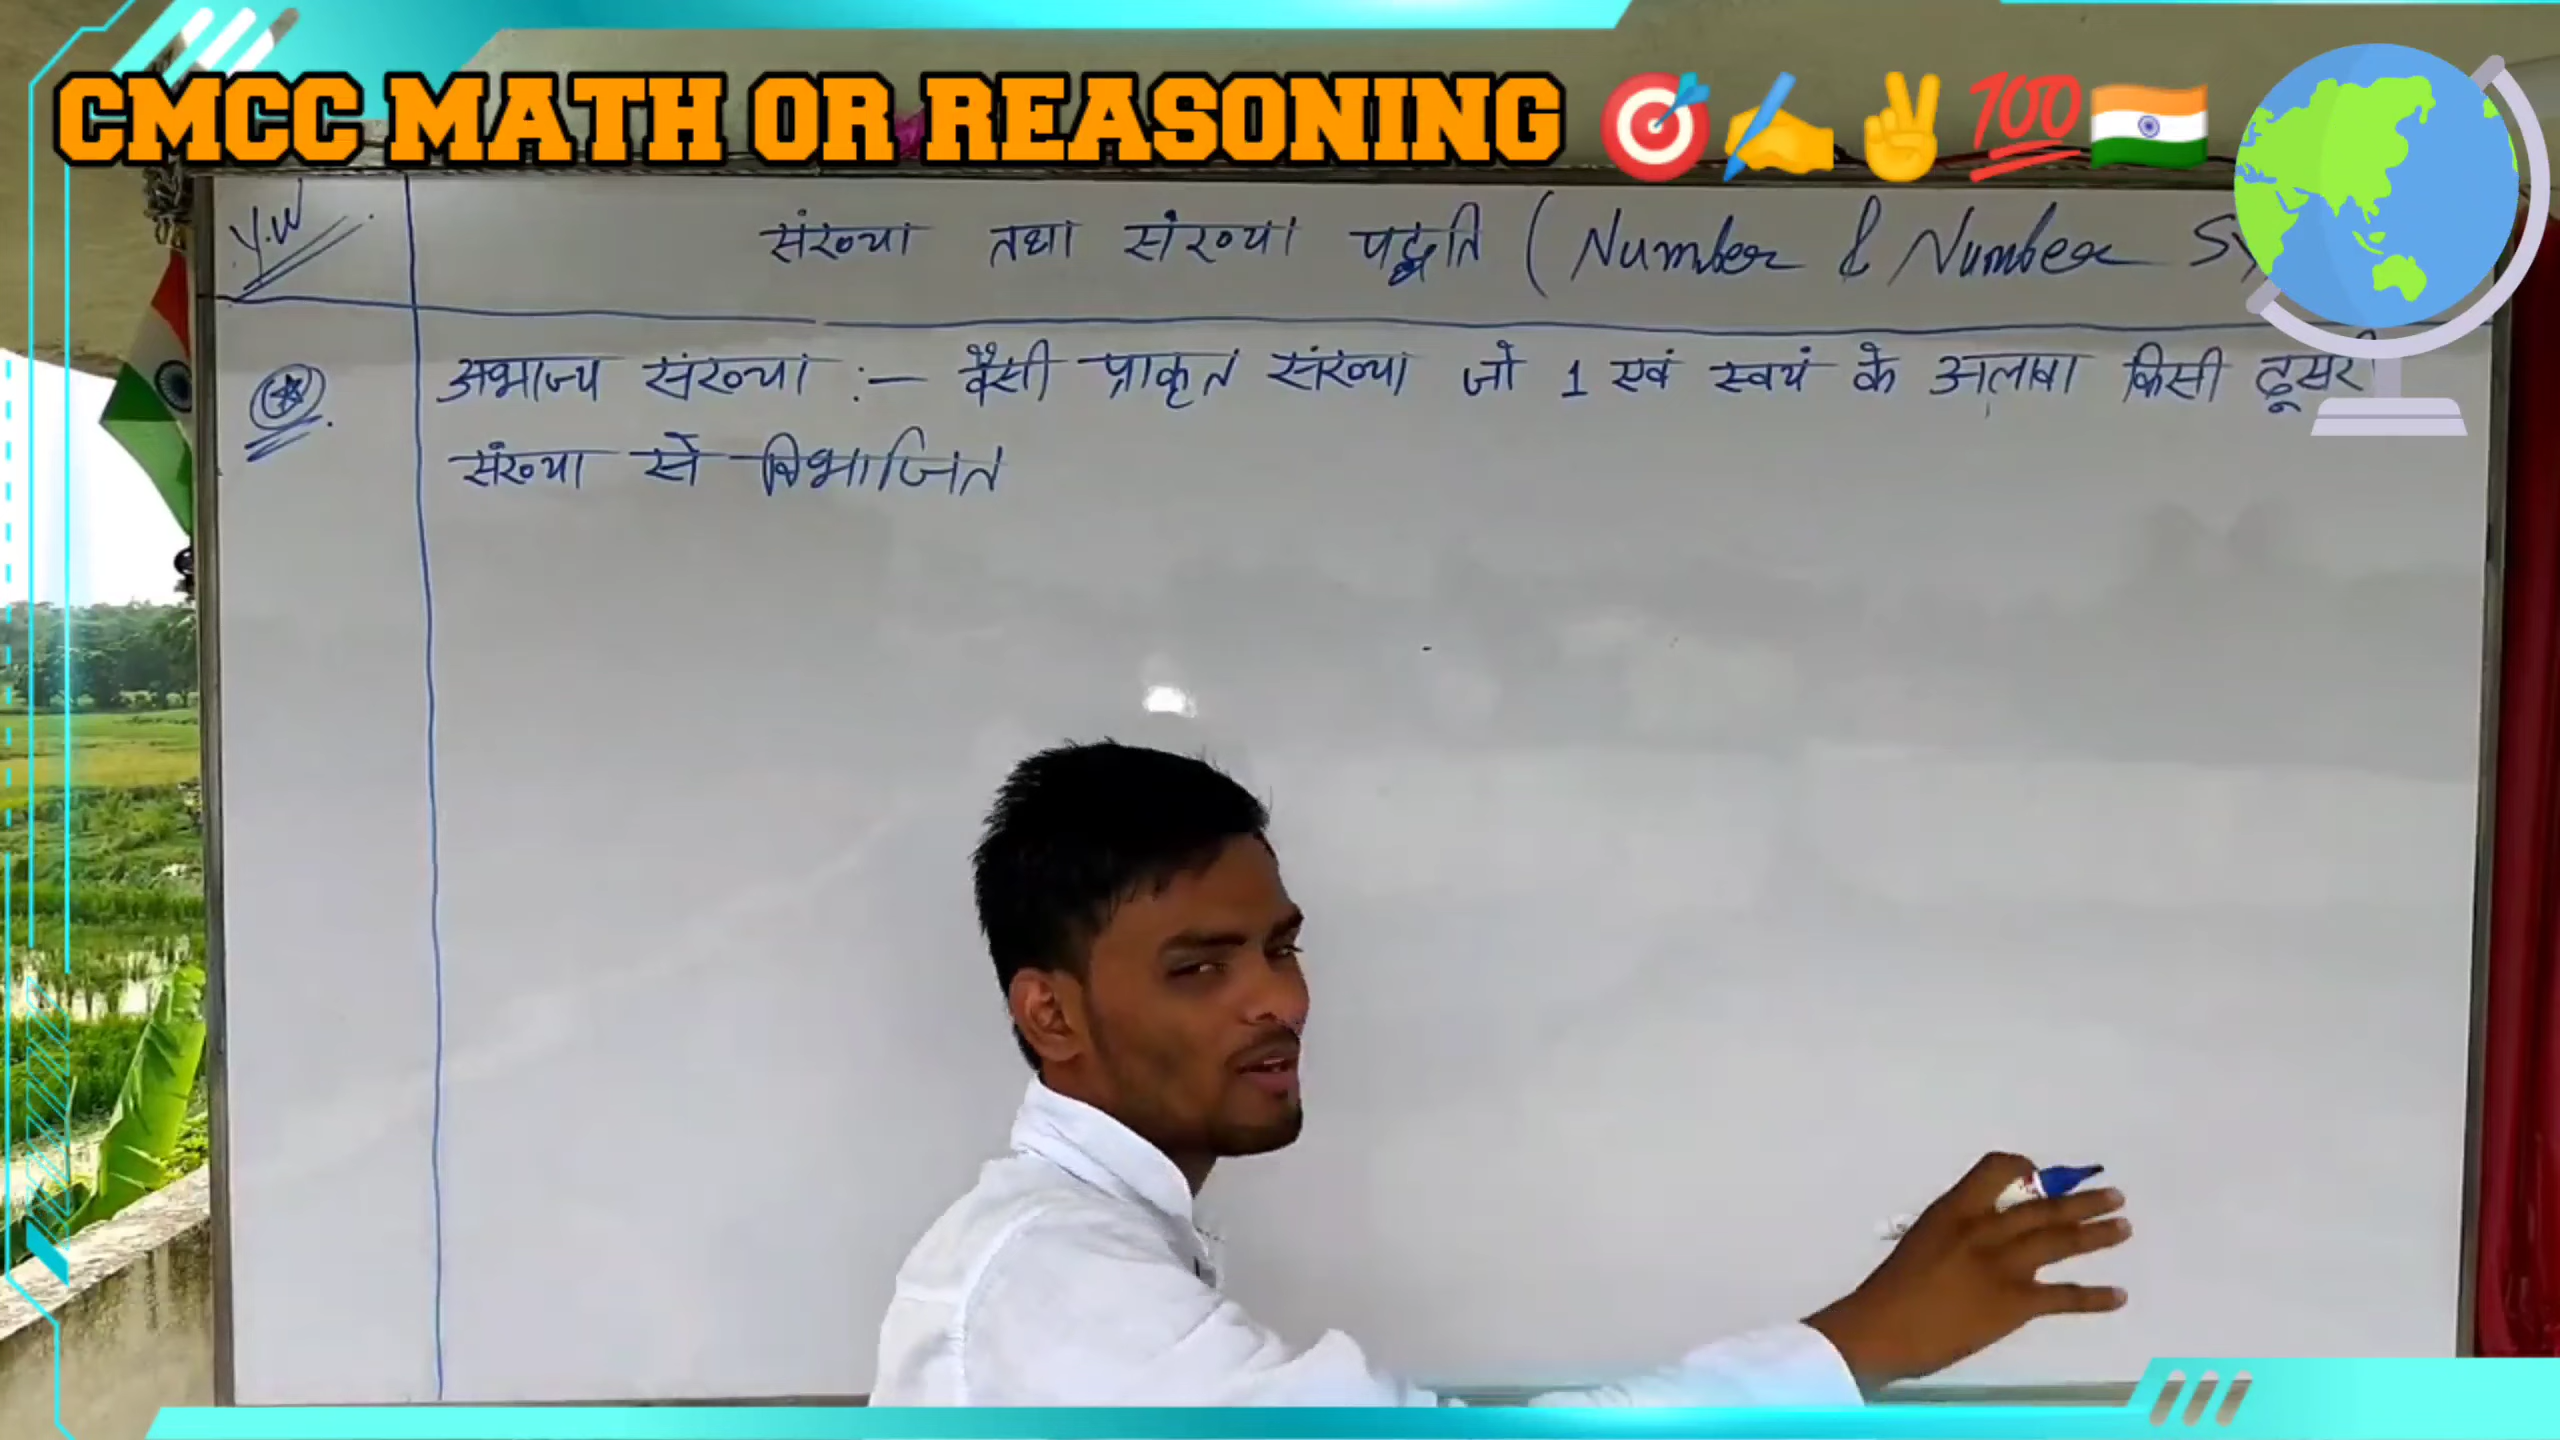 CMCC MATH OR REASONING 🎯✍️✌️💯🇮🇳
Y.W
संख्या तथा संख्या पद्धति ( Number & Number Sy
अभाज्य संख्या :- वैसी प्राकृत संख्या जो 1 एवं स्वयं के अलाबा किसी दूसरी
संख्या से विभाजित